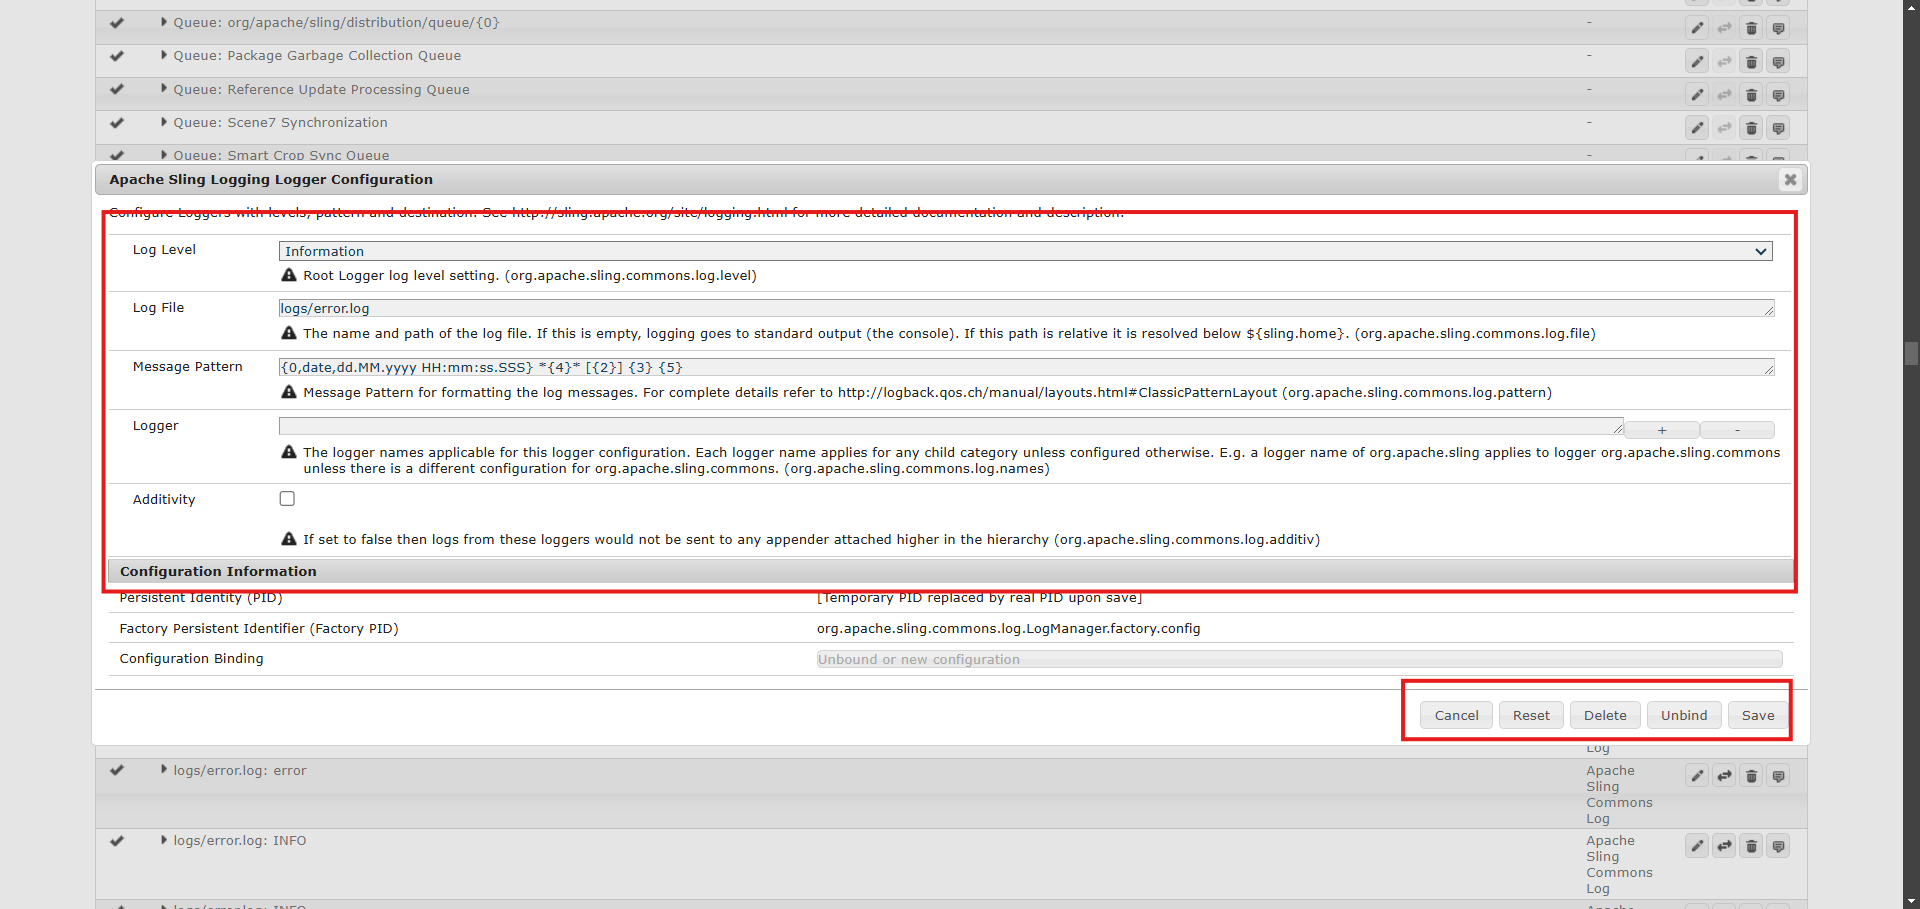 Queue: org/apache/sling/distribution/queue/{0} -
Queue: Package Garbage Collection Queue -
Queue: Reference Update Processing Queue -
Queue: Scene7 Synchronization -
Queue: Smart Crop Sync Queue -
Apache Sling Logging Logger Configuration
Configure Loggers with levels, pattern and destination. See http://sling.apache.org/site/logging.html for more detailed documentation and description.
Log Level Information
Root Logger log level setting. (org.apache.sling.commons.log.level)
Log File logs/error.log
The name and path of the log file. If this is empty, logging goes to standard output (the console). If this path is relative it is resolved below ${sling.home}. (org.apache.sling.commons.log.file)
Message Pattern {0,date,dd.MM.yyyy HH:mm:ss.SSS} *{4}* [{2}] {3} {5}
Message Pattern for formatting the log messages. For complete details refer to http://logback.qos.ch/manual/layouts.html#ClassicPatternLayout (org.apache.sling.commons.log.pattern)
Logger + -
The logger names applicable for this logger configuration. Each logger name applies for any child category unless configured otherwise. E.g. a logger name of org.apache.sling applies to logger org.apache.sling.commons
unless there is a different configuration for org.apache.sling.commons. (org.apache.sling.commons.log.names)
Additivity
If set to false then logs from these loggers would not be sent to any appender attached higher in the hierarchy (org.apache.sling.commons.log.additiv)
Configuration Information
Persistent Identity (PID) [Temporary PID replaced by real PID upon save]
Factory Persistent Identifier (Factory PID) org.apache.sling.commons.log.LogManager.factory.config
Configuration Binding Unbound or new configuration
Cancel Reset Delete Unbind Save
Log
logs/error.log: error Apache
Sling
Commons
Log
logs/error.log: INFO Apache
Sling
Commons
Log
logs/error.log: INFO Apache